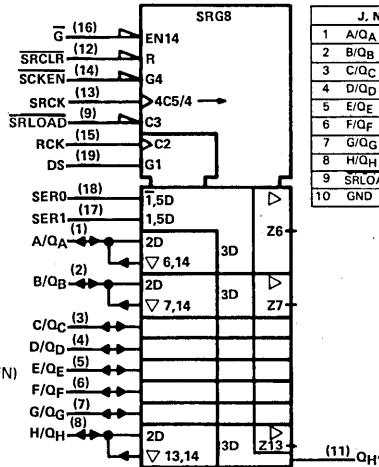 SRG8
G̅ (16) EN14
S̅R̅C̅L̅R̅ (12) R
S̅C̅K̅E̅N̅ (14) G4
SRCK (13) 4C5/4
S̅R̅L̅O̅A̅D̅ (9) C3
RCK (15) C2
DS (19) G1
SER0 (18) 1̅,5D
SER1 (17) 1,5D
A/QA (1) 2D 3D Z6
6,14
B/QB (2) 2D 3D Z7
7,14
C/QC (3)
D/QD (4)
E/QE (5)
F/QF (6)
G/QG (7)
H/QH (8) 2D 3D Z13
13,14
(11) QH'
J, N
1 A/QA
2 B/QB
3 C/QC
4 D/QD
5 E/QE
6 F/QF
7 G/QG
8 H/QH
9 S̅R̅L̅O̅A̅
10 GND
N)